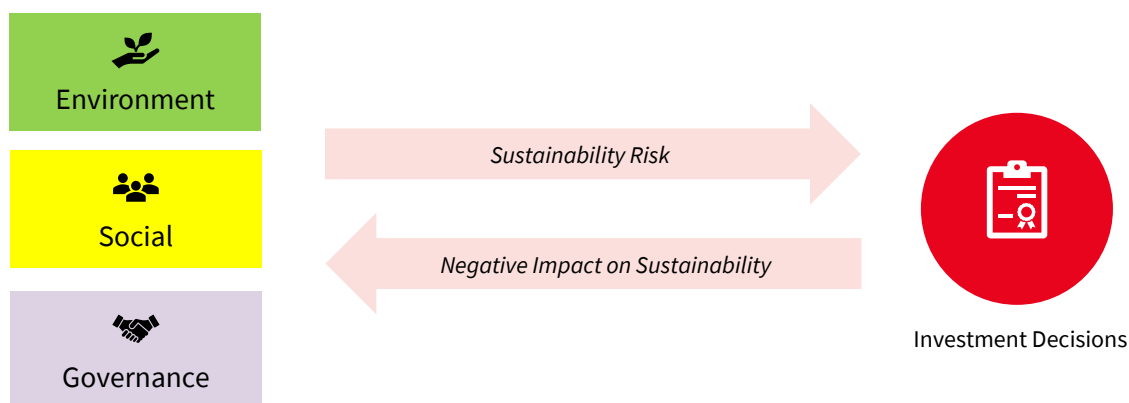 Environment
Social
Governance
Sustainability Risk
Negative Impact on Sustainability
Investment Decisions